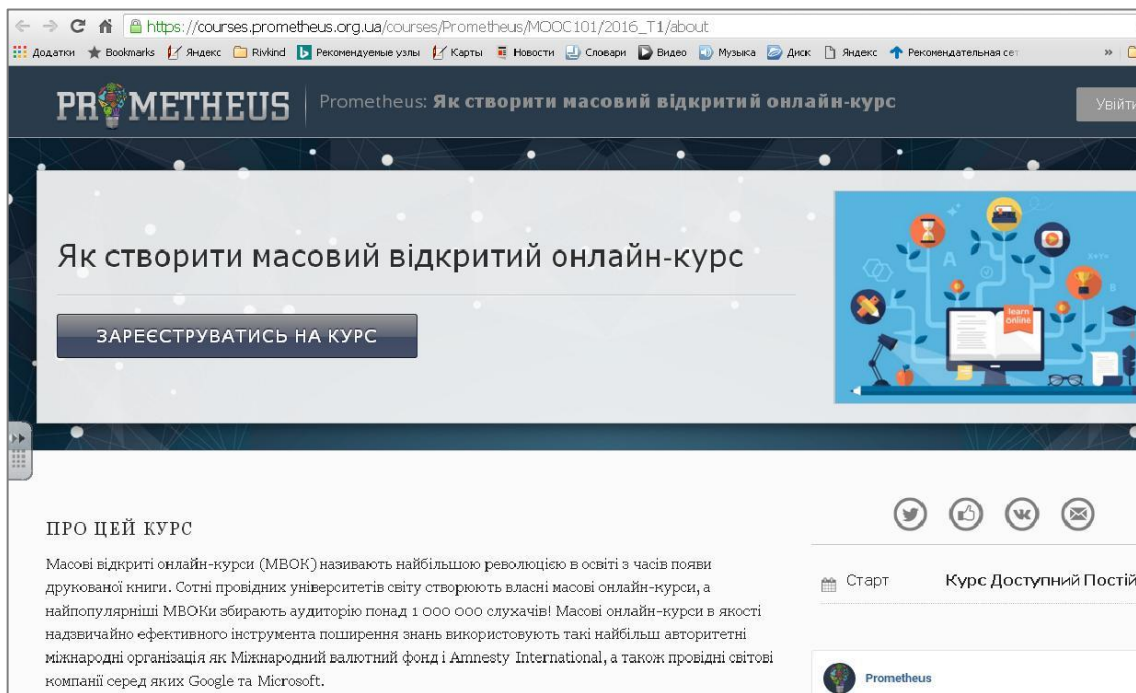 https://courses.prometheus.org.ua/courses/Prometheus/MOOC101/2016_T1/about
Додатки Bookmarks Яндекс Rivkind Рекомендуемые узлы Карты Новости Словари Видео Музыка Диск Яндекс Рекомендательная сет »
PROMETHEUS Prometheus: Як створити масовий відкритий онлайн-курс Увійти
Як створити масовий відкритий онлайн-курс
ЗАРЕЄСТРУВАТИСЬ НА КУРС
learn
online
ПРО ЦЕЙ КУРС
Масові відкриті онлайн-курси (МВОК) називають найбільшою революцією в освіті з часів появи
друкованої книги. Сотні провідних університетів світу створюють власні масові онлайн-курси, а
найпопулярніші МВОКи збирають аудиторію понад 1 000 000 слухачів! Масові онлайн-курси в якості
надзвичайно ефективного інструмента поширення знань використовують такі найбільш авторитетні
міжнародні організація як Міжнародний валютний фонд і Amnesty International, а також провідні світові
компанії серед яких Google та Microsoft.
Старт Курс Доступний Постій
Prometheus